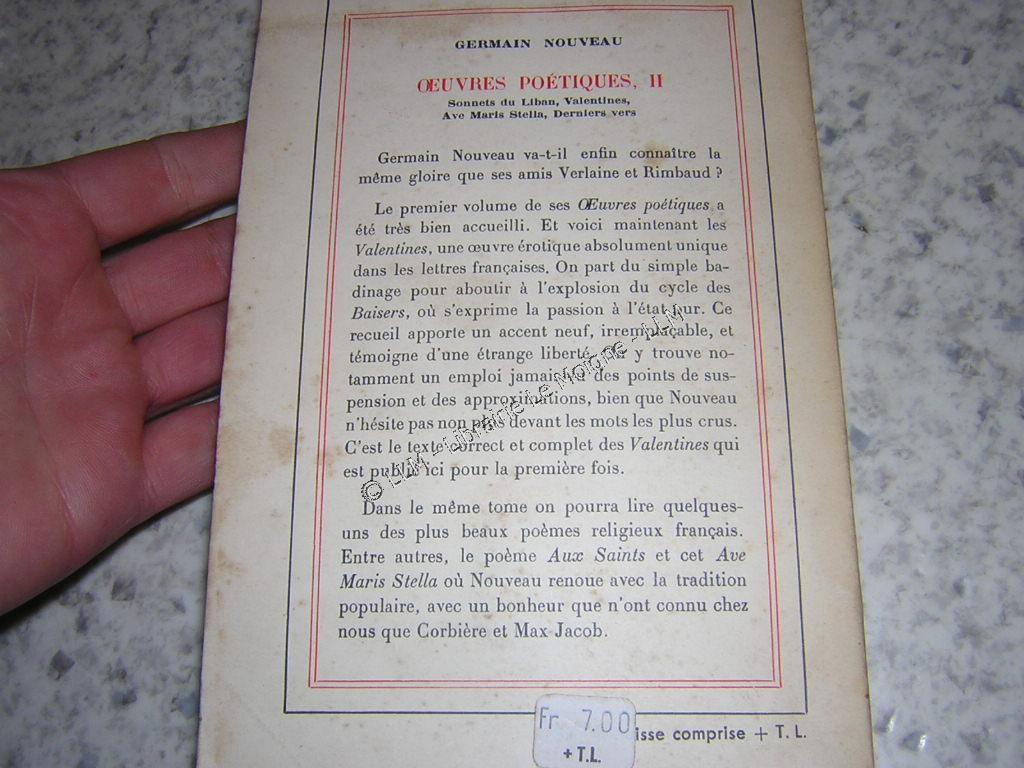 GERMAIN NOUVEAU
ŒUVRES POÉTIQUES, II
Sonnets du Liban, Valentines,
Ave Maris Stella, Derniers vers
Germain Nouveau va-t-il enfin connaître la
même gloire que ses amis Verlaine et Rimbaud ?
Le premier volume de ses Œuvres poétiques a
été très bien accueilli. Et voici maintenant les
Valentines, une œuvre érotique absolument unique
dans les lettres françaises. On part du simple ba-
dinage pour aboutir à l'explosion du cycle des
Baisers, où s'exprime la passion à l'état pur. Ce
recueil apporte un accent neuf, irremplaçable, et
témoigne d'une étrange liberté. On y trouve no-
tamment un emploi jamais vu des points de sus-
pension et des approximations, bien que Nouveau
n'hésite pas non plus devant les mots les plus crus.
C'est le texte correct et complet des Valentines qui
est publié ici pour la première fois.
Dans le même tome on pourra lire quelques-
uns des plus beaux poèmes religieux français.
Entre autres, le poème Aux Saints et cet Ave
Maris Stella où Nouveau renoue avec la tradition
populaire, avec un bonheur que n'ont connu chez
nous que Corbière et Max Jacob.
© LLM - Librairie Le Moigne - LLM
Fr 7.00
+ T.L.
isse comprise + T. L.